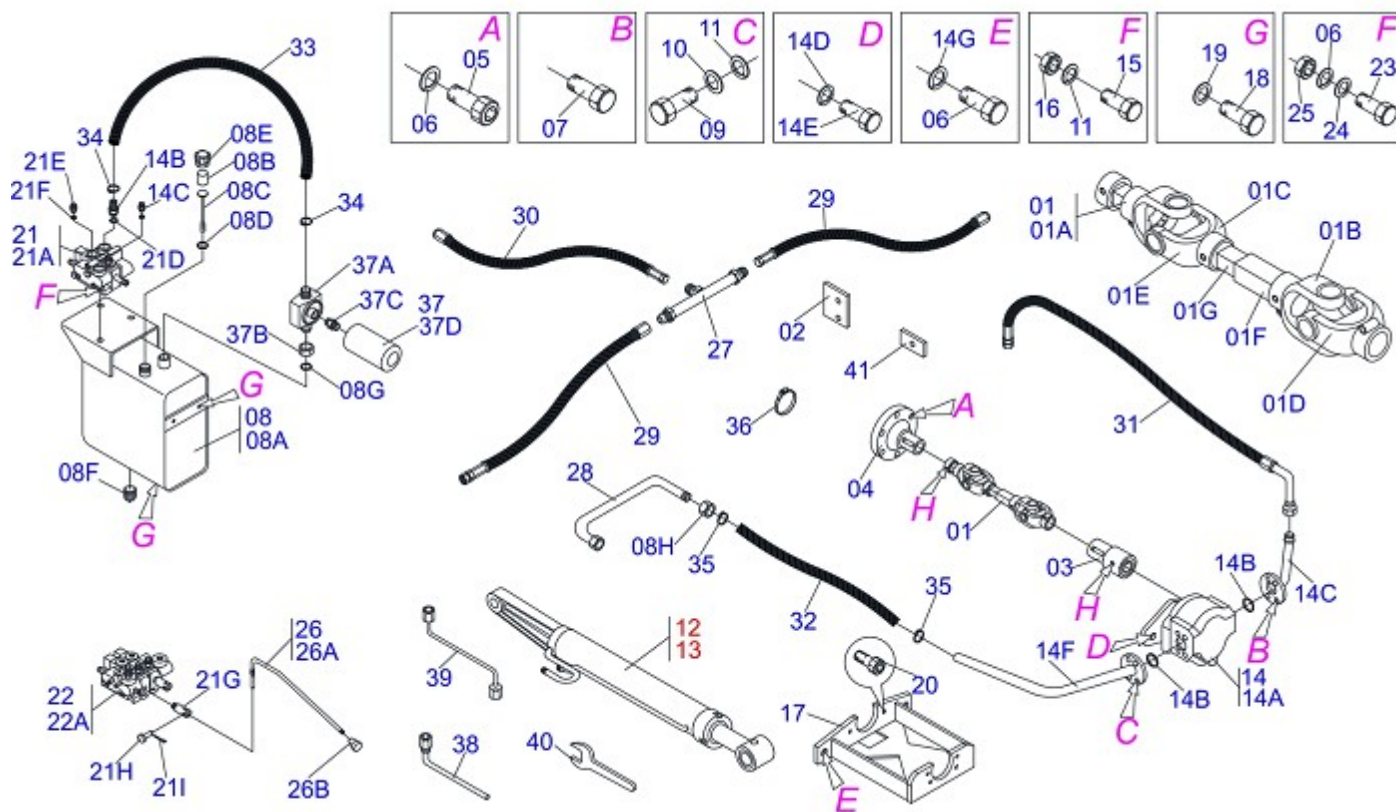 A
05
06
B
07
C
11
10
09
D
14D
14E
E
14G
06
F
15
16
11
G
19
18
F
06
23
25
24
33
34
21E
21F
14B
14C
08E
08B
08C
08D
21
21A
21D
F
34
37A
37C
37
37D
37B
08G
G
08
08A
08F
G
30
29
27
29
02
41
36
01
01A
01C
01B
01E
01G
01F
01D
31
A
04
H
01
03
H
28
08H
35
32
35
14B
14C
B
D
14F
14B
14
14A
C
26
26A
22
22A
21G
21H
21I
26B
39
38
12
13
40
17
20
E